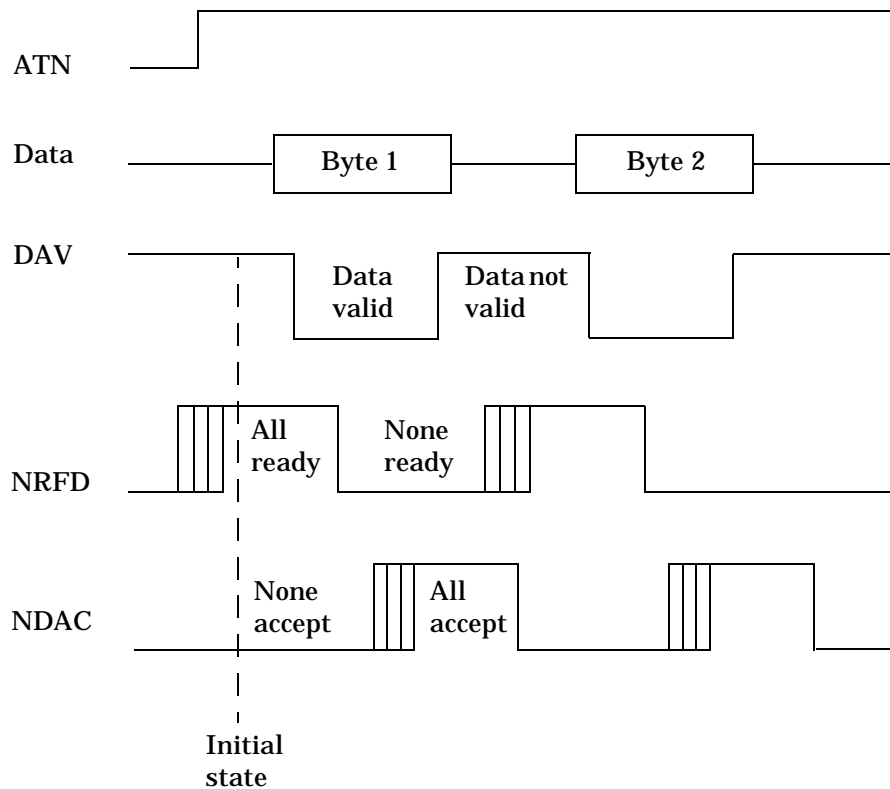 ATN
Data
Byte 1
Byte 2
DAV
Data
valid
Data not
valid
All
ready
None
ready
NRFD
None
accept
All
accept
NDAC
Initial
state